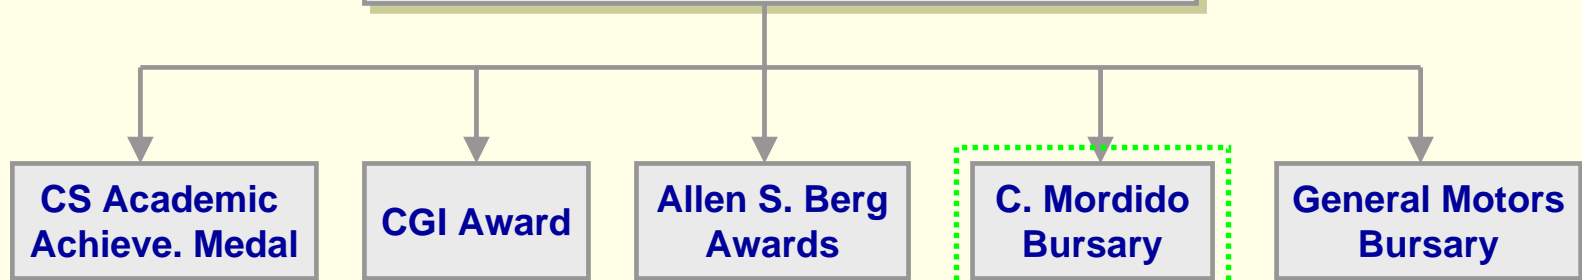 CS Academic
Achieve. Medal
CGI Award
Allen S. Berg
Awards
C. Mordido
Bursary
General Motors
Bursary